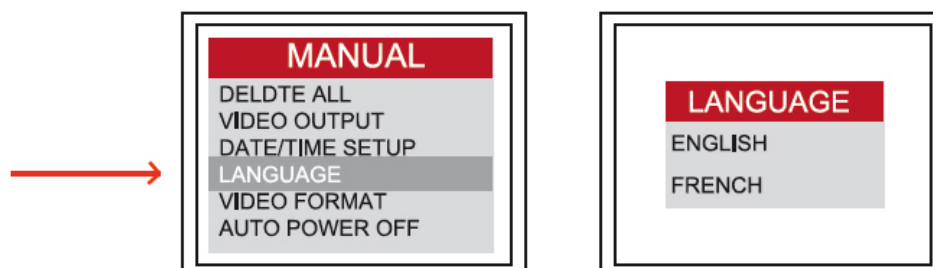 MANUAL
DELDTE ALL
VIDEO OUTPUT
DATE/TIME SETUP
LANGUAGE
VIDEO FORMAT
AUTO POWER OFF
LANGUAGE
ENGLISH
FRENCH